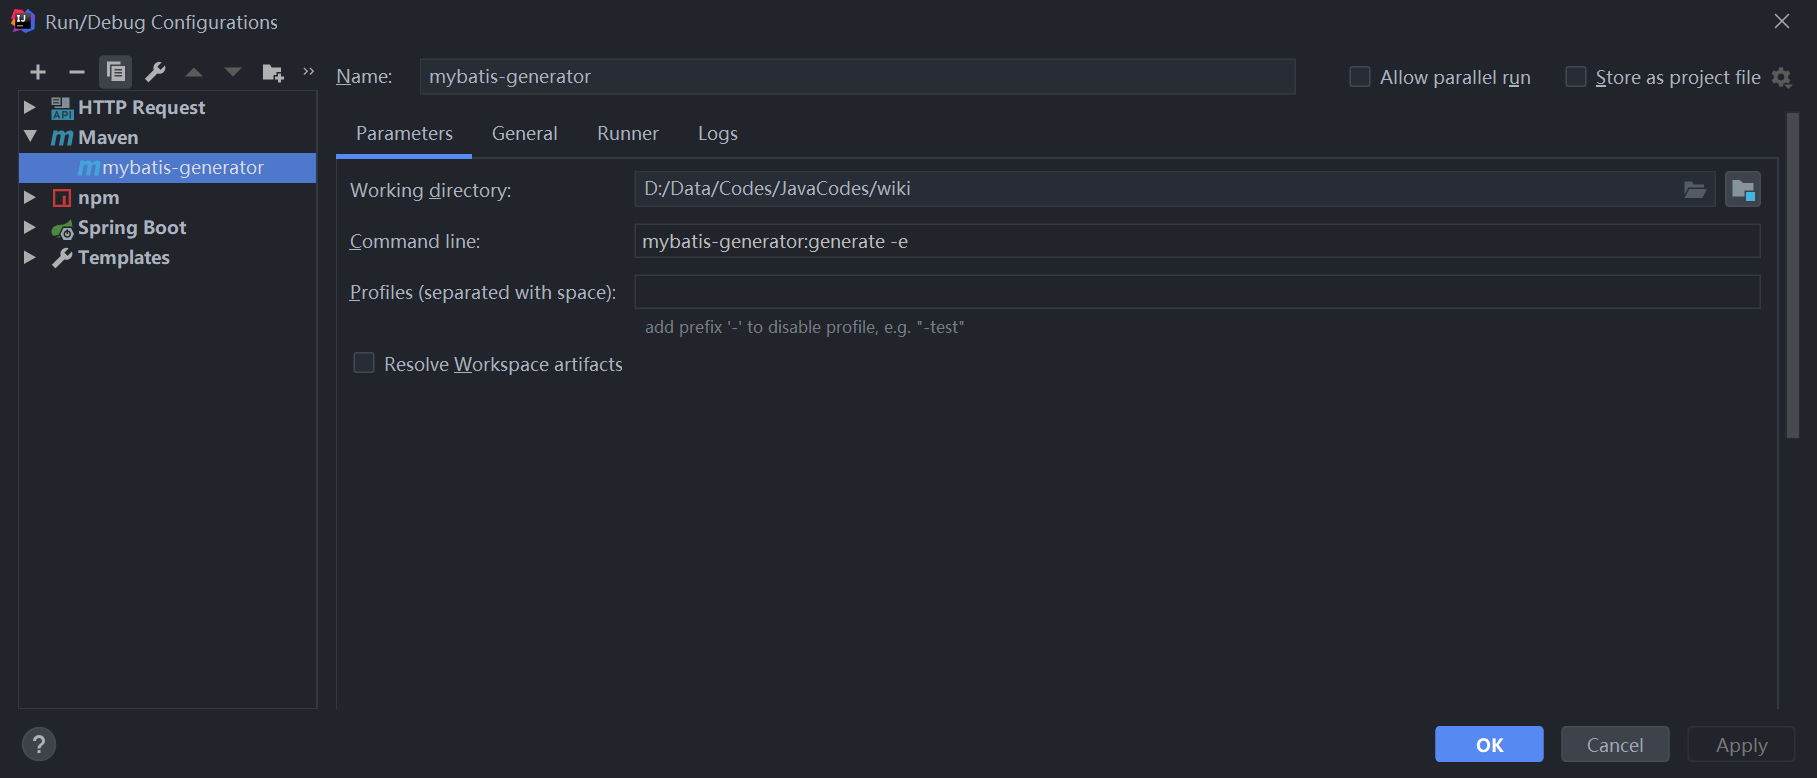 Run/Debug Configurations
HTTP Request
Maven
mybatis-generator
npm
Spring Boot
Templates
Name: mybatis-generator
Allow parallel run
Store as project file
Parameters General Runner Logs
Working directory: D:/Data/Codes/JavaCodes/wiki
Command line: mybatis-generator:generate -e
Profiles (separated with space):
add prefix '-' to disable profile, e.g. "-test"
Resolve Workspace artifacts
? OK Cancel Apply